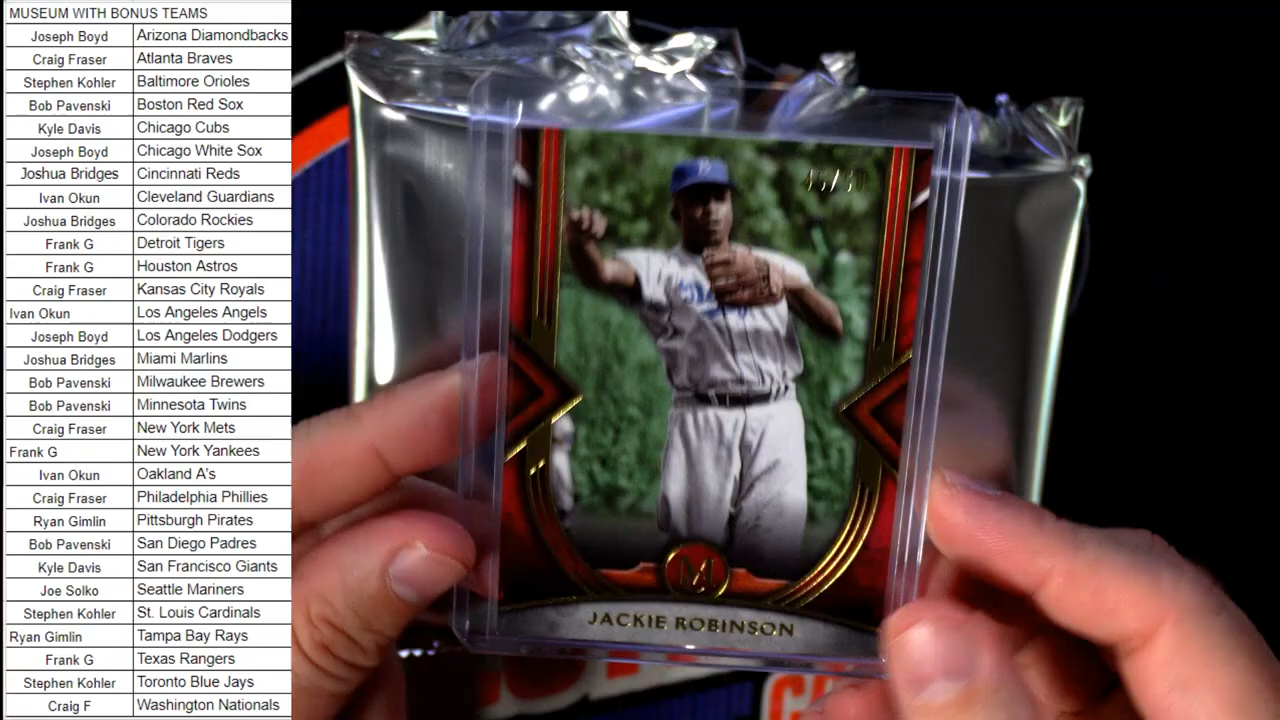 MUSEUM WITH BONUS TEAMS
Joseph Boyd Arizona Diamondbacks
Craig Fraser Atlanta Braves
Stephen Kohler Baltimore Orioles
Bob Pavenski Boston Red Sox
Kyle Davis Chicago Cubs
Joseph Boyd Chicago White Sox
Joshua Bridges Cincinnati Reds
Ivan Okun Cleveland Guardians
Joshua Bridges Colorado Rockies
Frank G Detroit Tigers
Frank G Houston Astros
Craig Fraser Kansas City Royals
Ivan Okun Los Angeles Angels
Joseph Boyd Los Angeles Dodgers
Joshua Bridges Miami Marlins
Bob Pavenski Milwaukee Brewers
Bob Pavenski Minnesota Twins
Craig Fraser New York Mets
Frank G New York Yankees
Ivan Okun Oakland A's
Craig Fraser Philadelphia Phillies
Ryan Gimlin Pittsburgh Pirates
Bob Pavenski San Diego Padres
Kyle Davis San Francisco Giants
Joe Solko Seattle Mariners
Stephen Kohler St. Louis Cardinals
Ryan Gimlin Tampa Bay Rays
Frank G Texas Rangers
Stephen Kohler Toronto Blue Jays
Craig F Washington Nationals
B
M
JACKIE ROBINSON